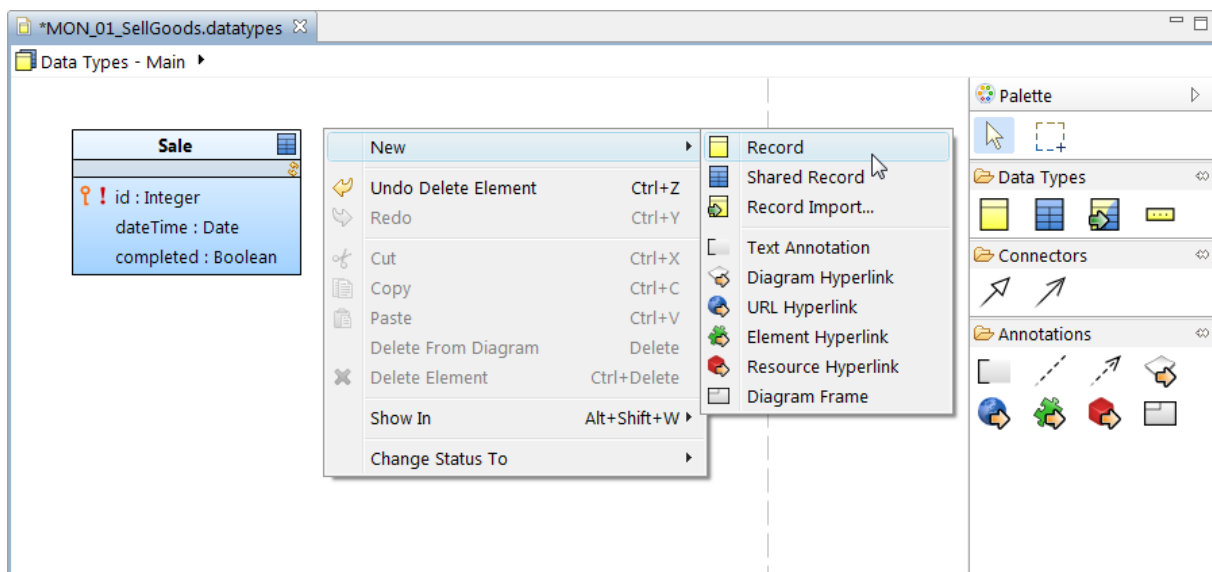 *MON_01_SellGoods.datatypes
Data Types - Main
Sale
id : Integer
dateTime : Date
completed : Boolean
New
Undo Delete Element Ctrl+Z
Redo Ctrl+Y
Cut Ctrl+X
Copy Ctrl+C
Paste Ctrl+V
Delete From Diagram Delete
Delete Element Ctrl+Delete
Show In Alt+Shift+W
Change Status To
Record
Shared Record
Record Import...
Text Annotation
Diagram Hyperlink
URL Hyperlink
Element Hyperlink
Resource Hyperlink
Diagram Frame
Palette
Data Types
Connectors
Annotations